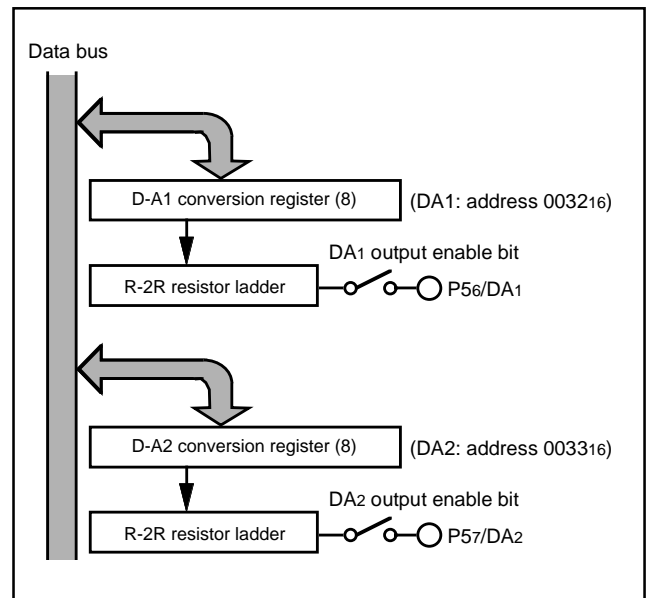 Data bus
D-A1 conversion register (8) (DA1: address 003216)
DA1 output enable bit
R-2R resistor ladder P56/DA1
D-A2 conversion register (8) (DA2: address 003316)
DA2 output enable bit
R-2R resistor ladder P57/DA2